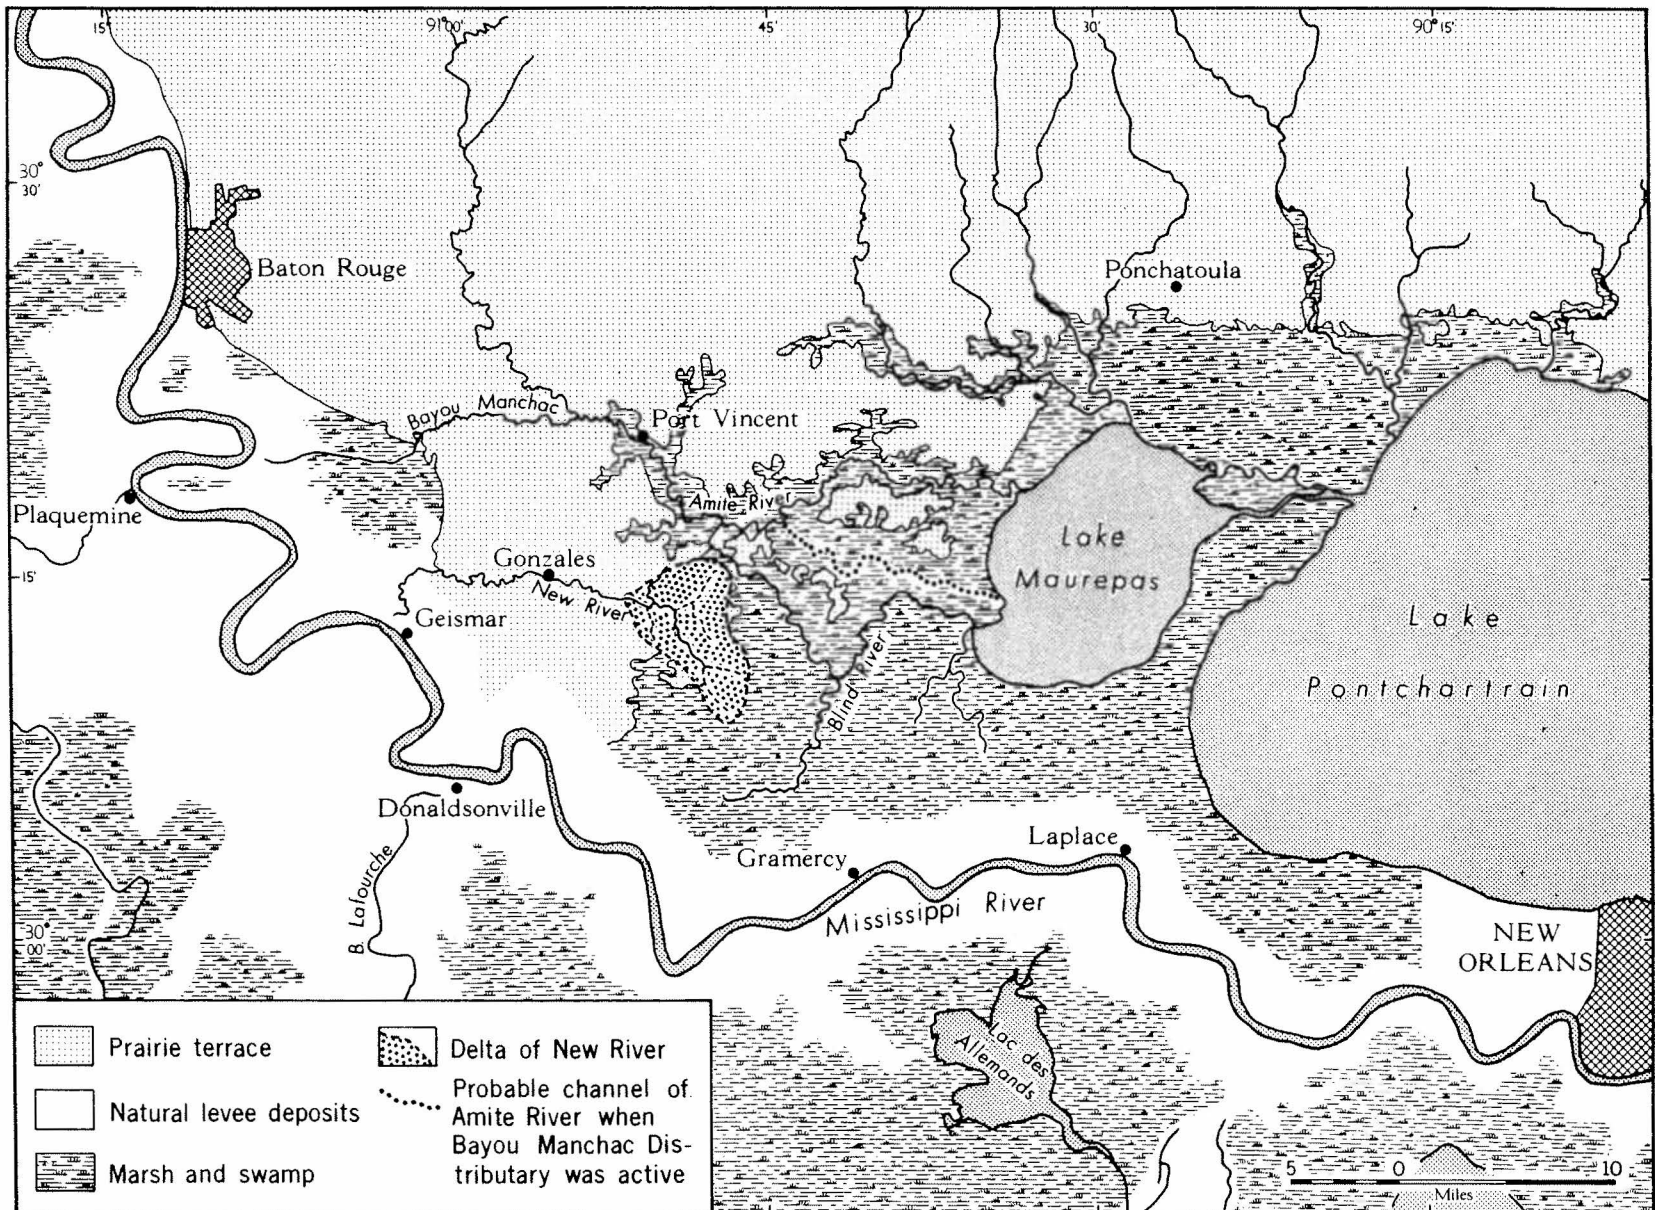 15'
91°00'
45'
30'
90° 15'
30°
30'
Baton Rouge
Ponchatoula
Bayou Manchac
Port Vincent
Plaquemine
Amite River
Lake
Maurepas
15'
Gonzales
New River
Geismar
Lake
Pontchartrain
Blind River
Donaldsonville
Laplace
Gramercy
B. Lafourche
Mississippi River
30°
00'
NEW
ORLEANS
Lac des
Allemands
Prairie terrace
Natural levee deposits
Marsh and swamp
Delta of New River
Probable channel of
Amite River when
Bayou Manchac Dis-
tributary was active
5 0 10
Miles